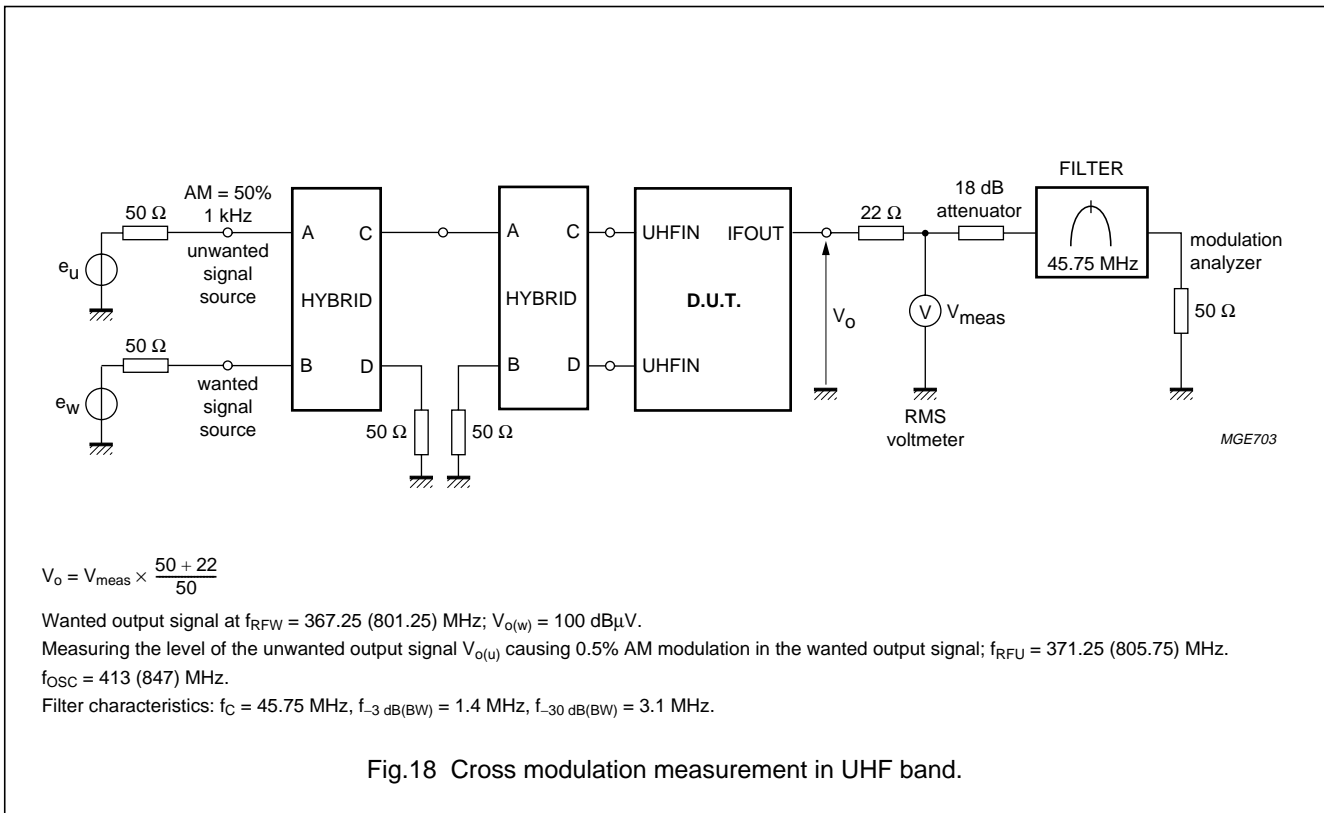 FILTER
18 dB
attenuator
AM = 50%
1 kHz
50 Ω
22 Ω
A
C
A
C
UHFIN
IFOUT
45.75 MHz
modulation
analyzer
unwanted
signal
source
e_u
HYBRID
HYBRID
D.U.T.
V_o
V
V_meas
50 Ω
50 Ω
e_w
B
D
B
D
UHFIN
wanted
signal
source
50 Ω
50 Ω
RMS
voltmeter
MGE703
V_o = V_meas × (50 + 22)/50
Wanted output signal at f_RFW = 367.25 (801.25) MHz; V_o(w) = 100 dBµV.
Measuring the level of the unwanted output signal V_o(u) causing 0.5% AM modulation in the wanted output signal; f_RFU = 371.25 (805.75) MHz.
f_OSC = 413 (847) MHz.
Filter characteristics: f_C = 45.75 MHz, f_–3 dB(BW) = 1.4 MHz, f_–30 dB(BW) = 3.1 MHz.
Fig.18 Cross modulation measurement in UHF band.